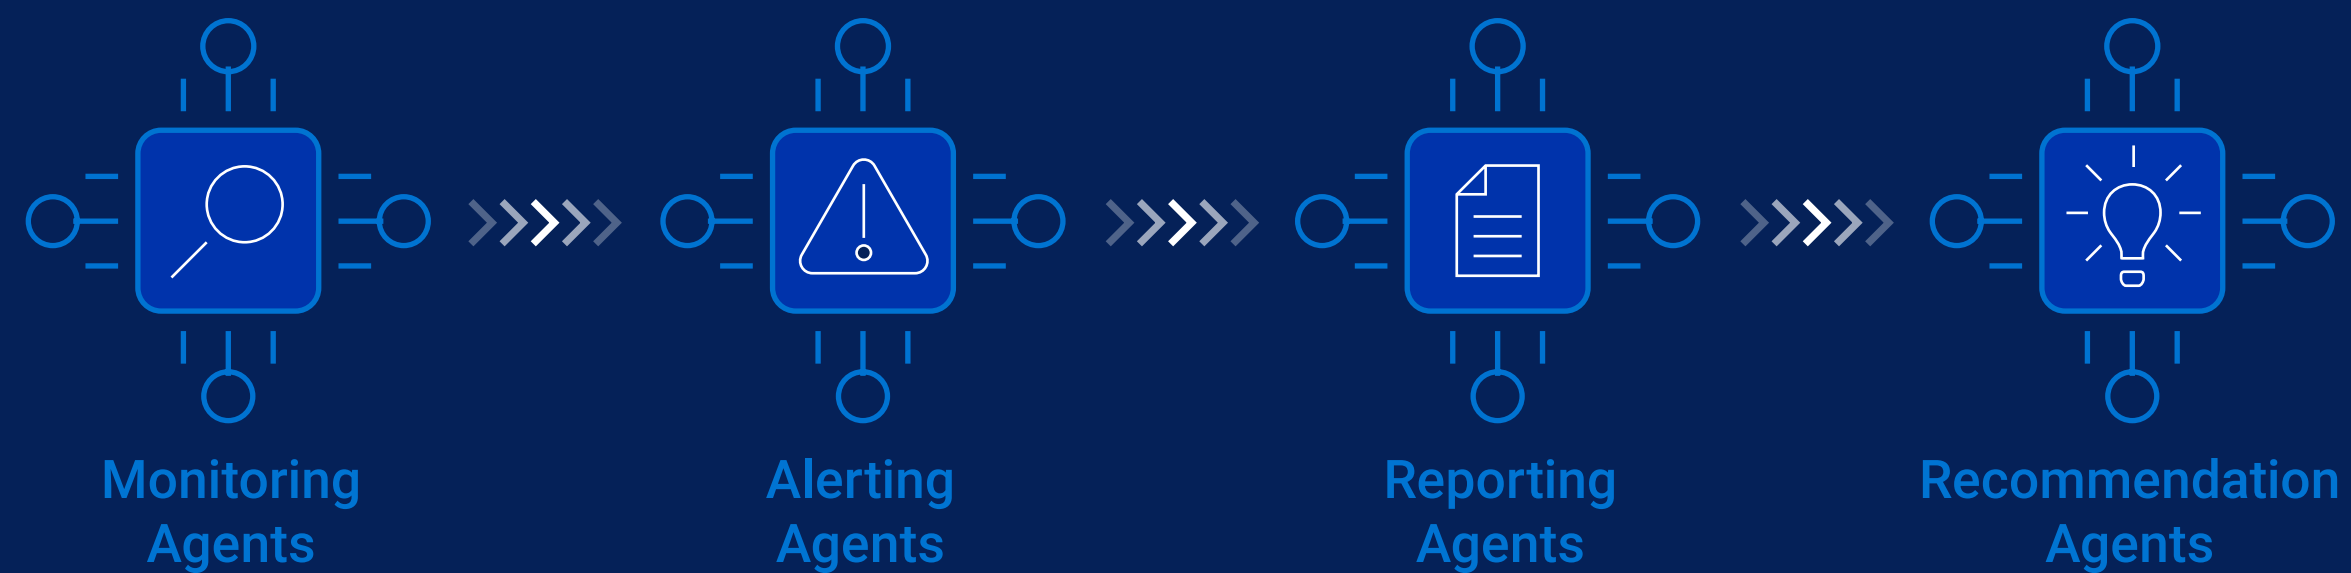 Monitoring
Agents
Alerting
Agents
Reporting
Agents
Recommendation
Agents